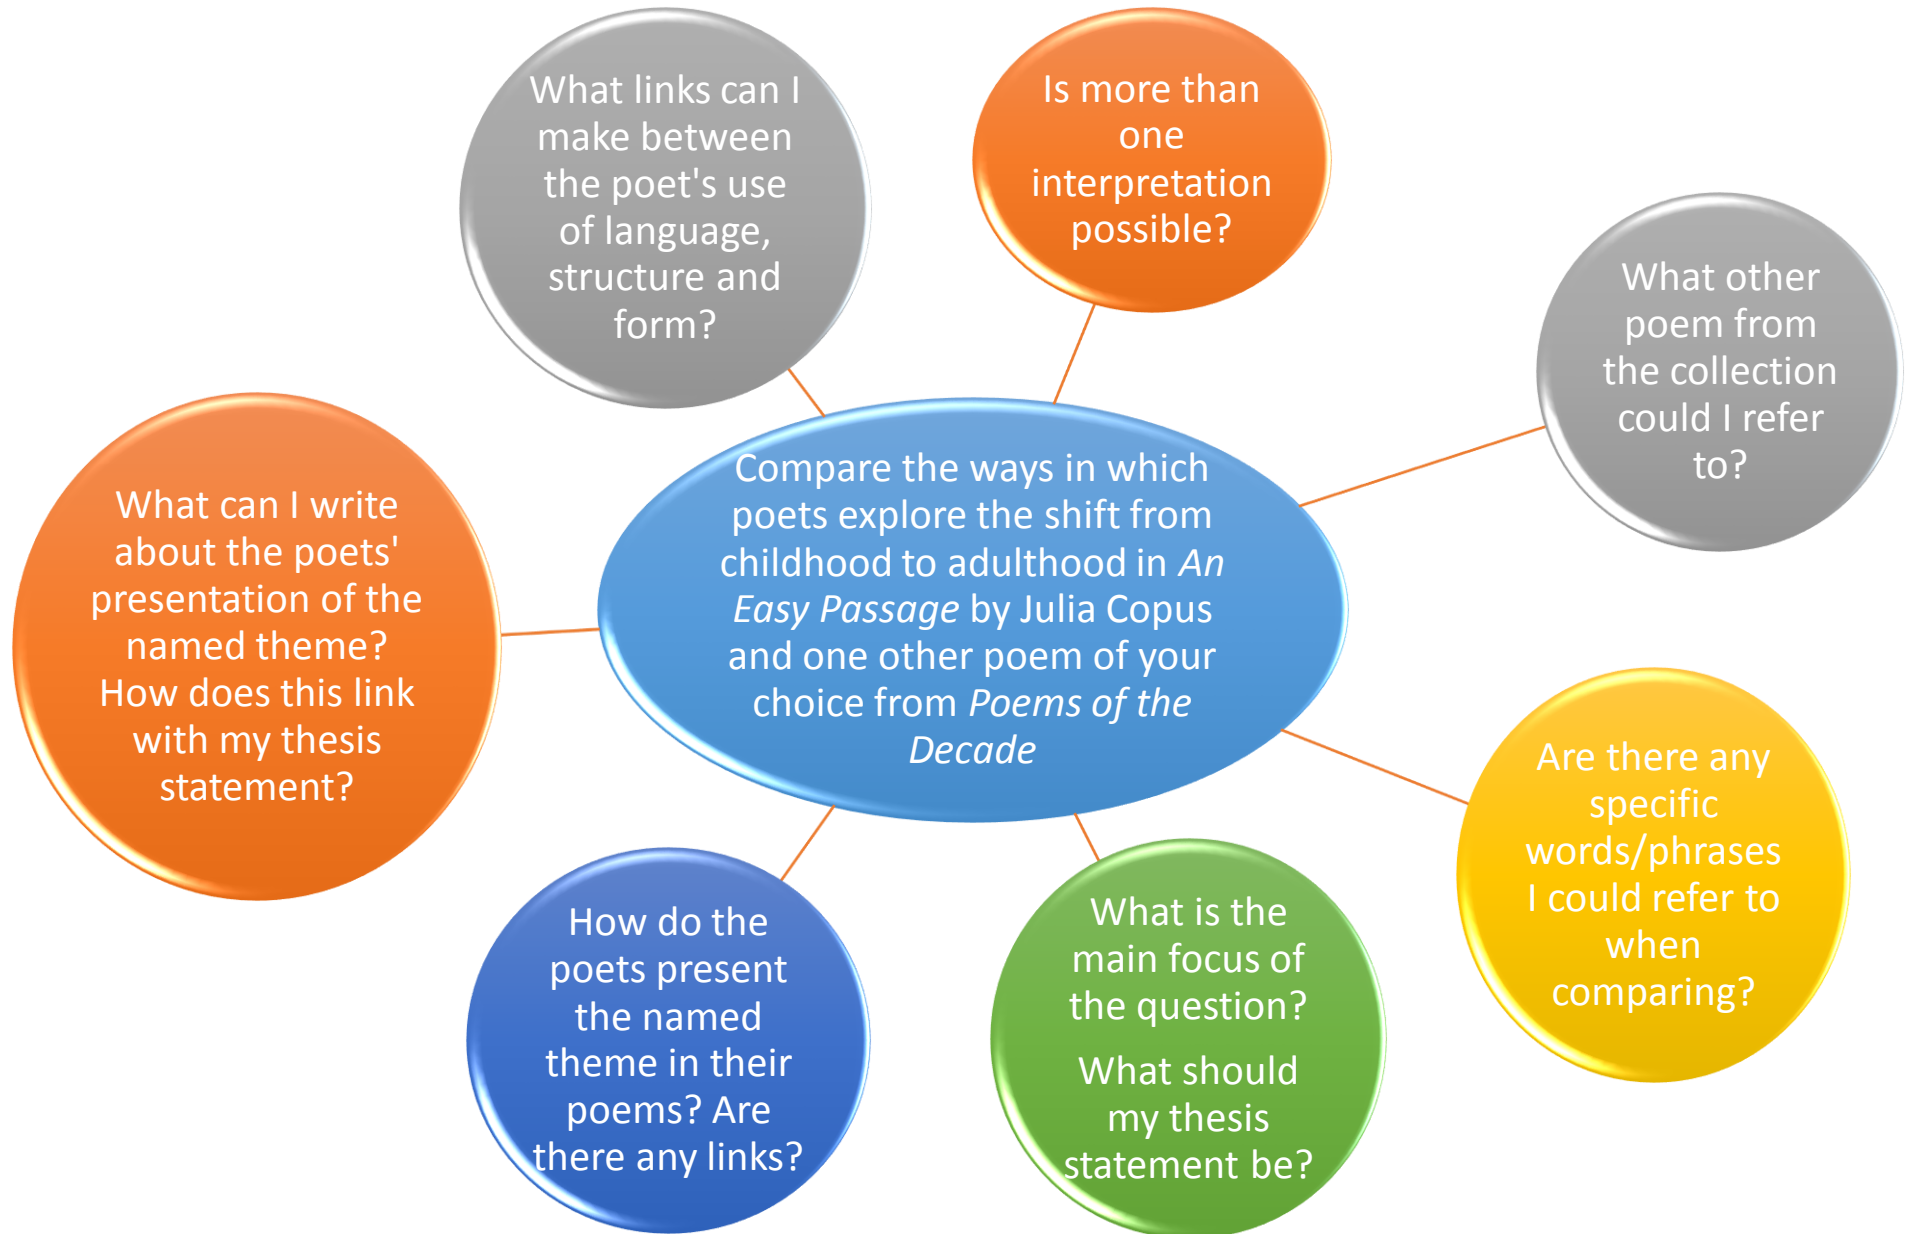 What links can I
make between
the poet's use
of language,
structure and
form?
Is more than
one
interpretation
possible?
What other
poem from
the collection
could I refer
to?
Compare the ways in which
poets explore the shift from
childhood to adulthood in An
Easy Passage by Julia Copus
and one other poem of your
choice from Poems of the
Decade
What can I write
about the poets'
presentation of the
named theme?
How does this link
with my thesis
statement?
Are there any
specific
words/phrases
I could refer to
when
comparing?
How do the
poets present
the named
theme in their
poems? Are
there any links?
What is the
main focus of
the question?
What should
my thesis
statement be?